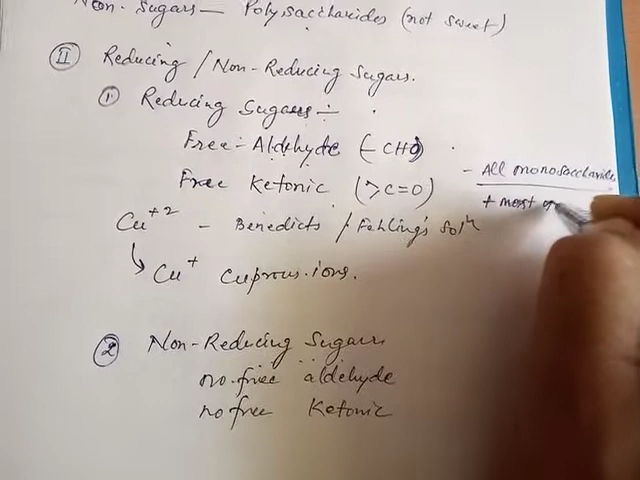 Non-Sugars — Polysaccharides (not sweet)
II Reducing / Non-Reducing Sugars.
① Reducing Sugars :-
Free - Aldehyde (-CHO)
Free Ketonic (>C=O)
- All monosaccharide
+ most of
Cu+2 - Benedicts / Fehling's solⁿ
↳ Cu+ Cuprous ions.
② Non-Reducing Sugars
no free aldehyde
no free Ketonic